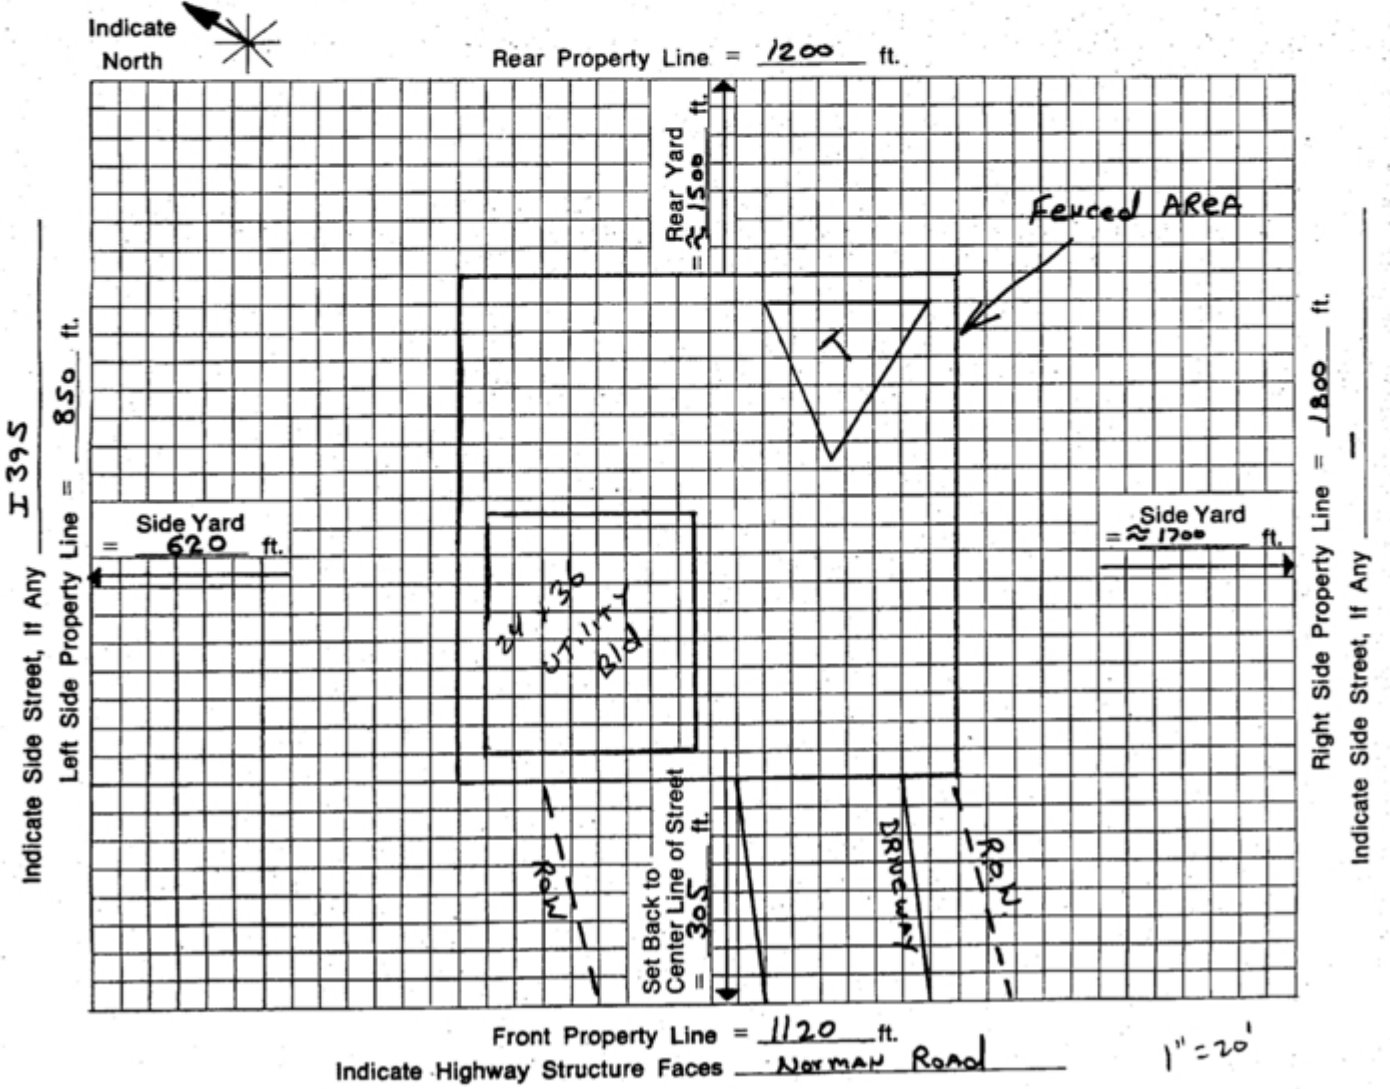 Indicate
North
Rear Property Line = 1200 ft.
Rear Yard
= ≈ 1500 ft.
Fenced AReA
T
Indicate Side Street, If Any I 395
Left Side Property Line = 850 ft.
Side Yard
= 620 ft.
24 x 36
UTiliTY
Bld
Side Yard
= ≈ 1700 ft.
Right Side Property Line = 1800 ft.
Indicate Side Street, If Any —
ROW
Set Back to
Center Line of Street
= 305 ft.
DRIVEWAY
R.O.W.
Front Property Line = 1120 ft.
Indicate Highway Structure Faces NorMAN ROAD
1" = 20'